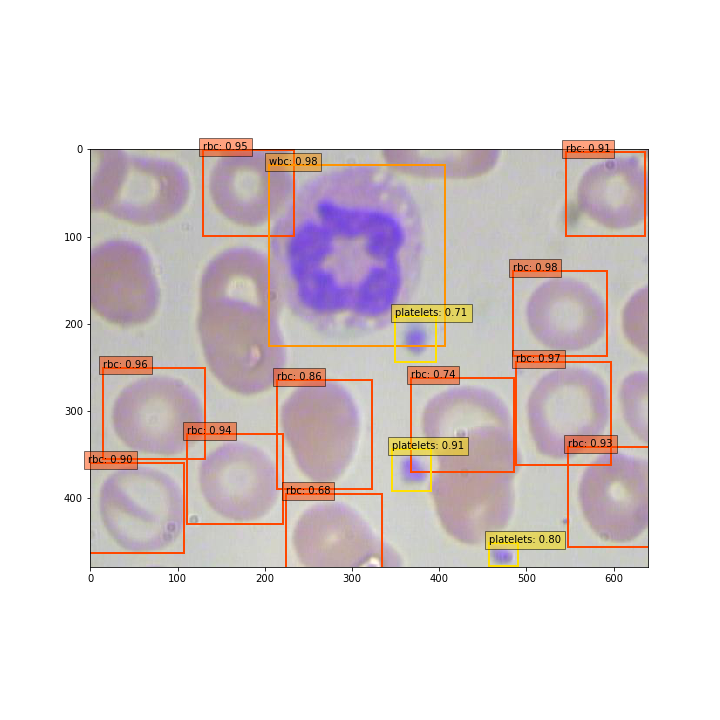 rbc: 0.95
rbc: 0.91
wbc: 0.98
rbc: 0.98
platelets: 0.71
rbc: 0.97
rbc: 0.96
rbc: 0.86
rbc: 0.74
rbc: 0.94
platelets: 0.91
rbc: 0.93
rbc: 0.90
rbc: 0.68
platelets: 0.80
0
100
200
300
400
0 100 200 300 400 500 600